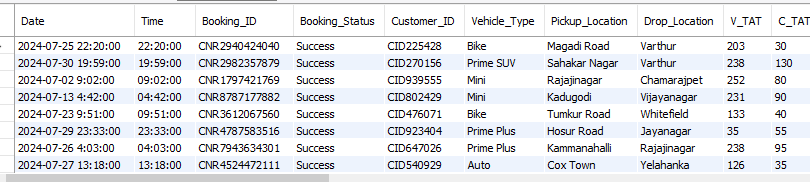 Date Time Booking_ID Booking_Status Customer_ID Vehicle_Type Pickup_Location Drop_Location V_TAT C_TAT
2024-07-25 22:20:00 22:20:00 CNR2940424040 Success CID225428 Bike Magadi Road Varthur 203 30
2024-07-30 19:59:00 19:59:00 CNR2982357879 Success CID270156 Prime SUV Sahakar Nagar Varthur 238 130
2024-07-02 9:02:00 09:02:00 CNR1797421769 Success CID939555 Mini Rajajinagar Chamarajpet 252 80
2024-07-13 4:42:00 04:42:00 CNR8787177882 Success CID802429 Mini Kadugodi Vijayanagar 231 90
2024-07-23 9:51:00 09:51:00 CNR3612067560 Success CID476071 Bike Tumkur Road Whitefield 133 40
2024-07-29 23:33:00 23:33:00 CNR4787583516 Success CID923404 Prime Plus Hosur Road Jayanagar 35 55
2024-07-26 4:03:00 04:03:00 CNR7943634301 Success CID647026 Prime Plus Kammanahalli Rajajinagar 238 95
2024-07-27 13:18:00 13:18:00 CNR4524472111 Success CID540929 Auto Cox Town Yelahanka 126 35